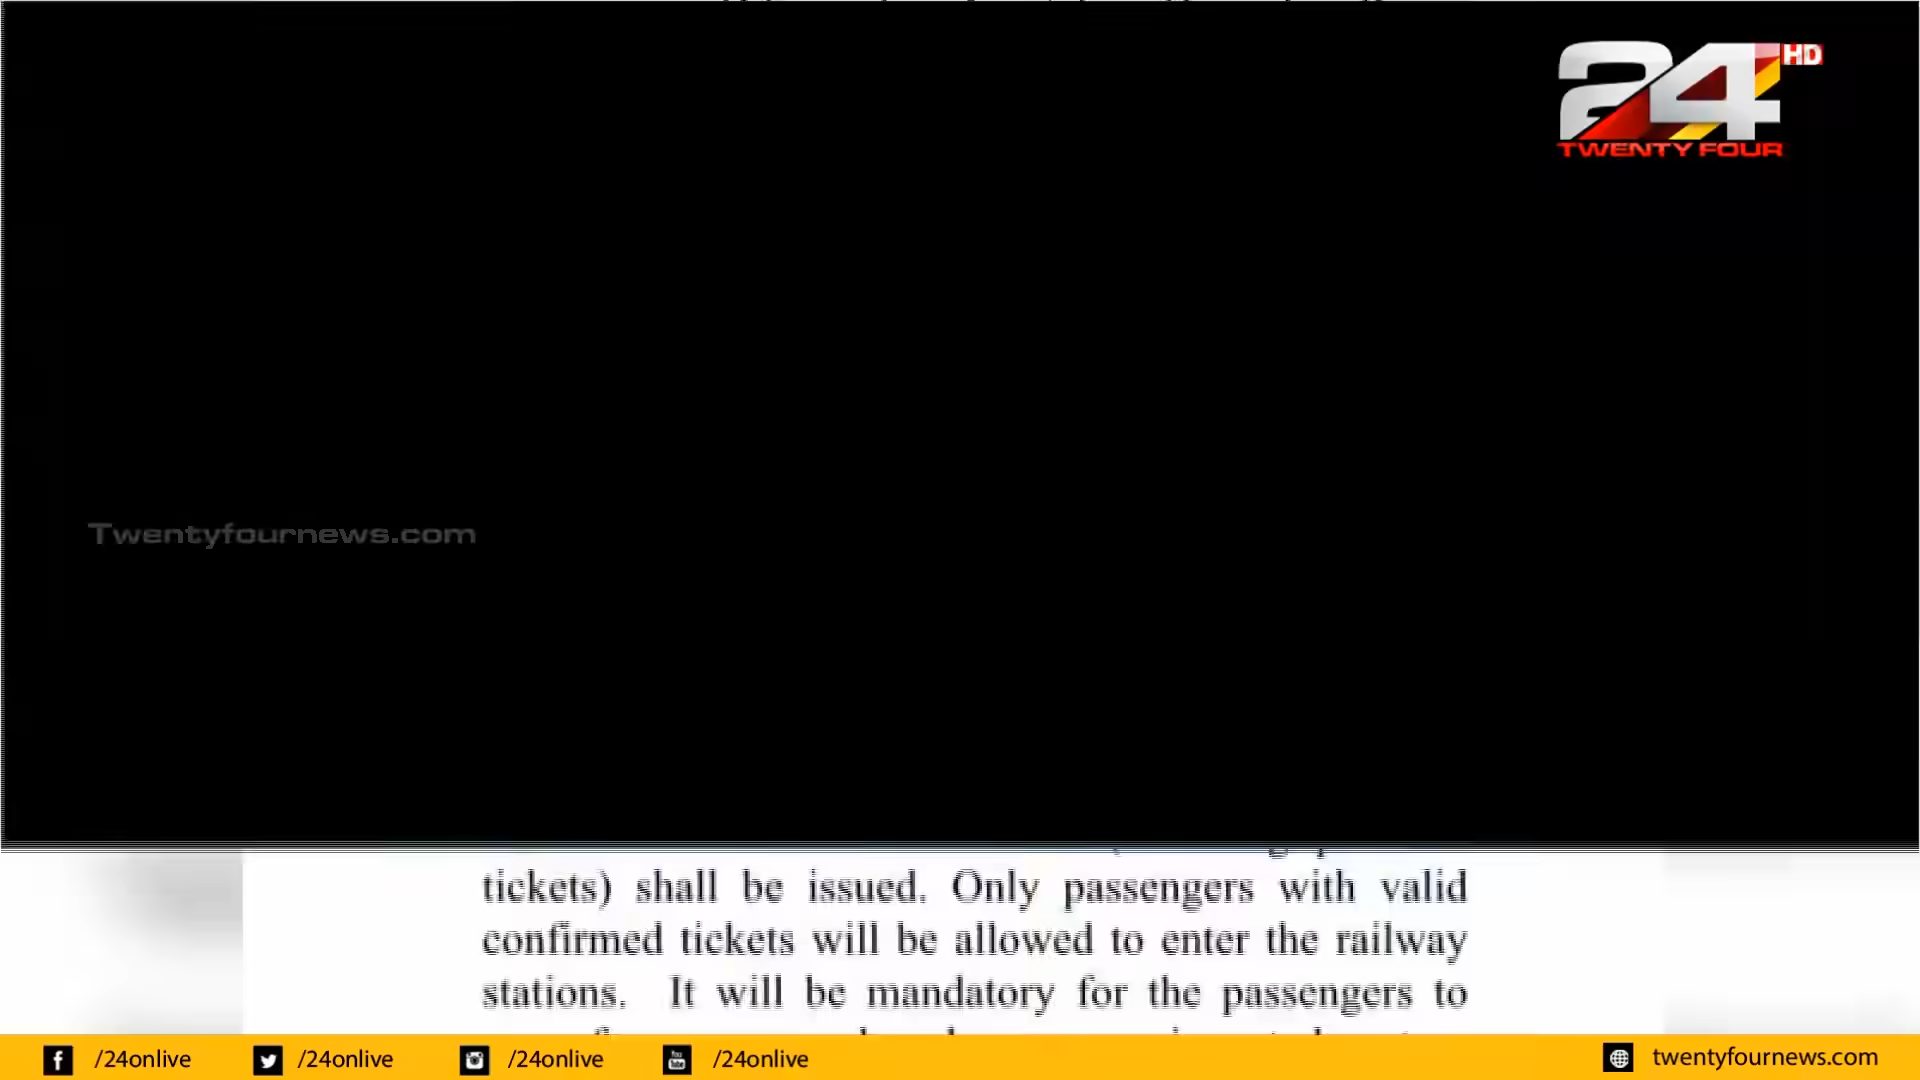 24 HD
TWENTY FOUR
Twentyfournews.com
tickets) shall be issued. Only passengers with valid
confirmed tickets will be allowed to enter the railway
stations. It will be mandatory for the passengers to
/24onlive /24onlive You Tube /24onlive /24onlive twentyfournews.com